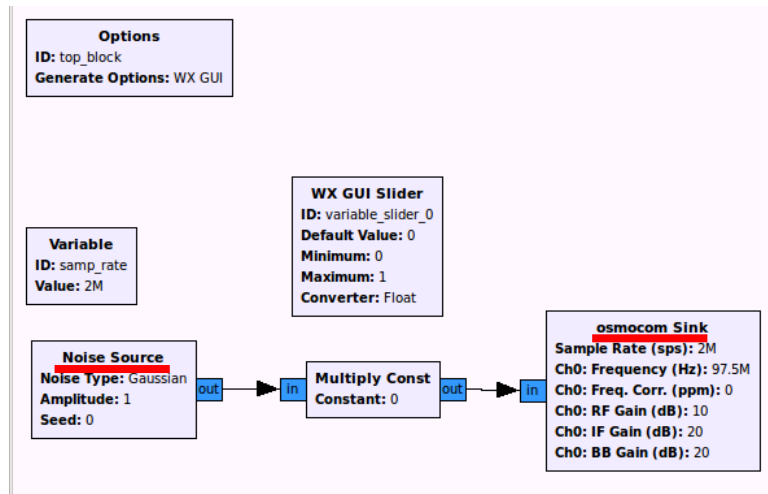 Options
ID: top_block
Generate Options: WX GUI
WX GUI Slider
ID: variable_slider_0
Default Value: 0
Minimum: 0
Maximum: 1
Converter: Float
Variable
ID: samp_rate
Value: 2M
Noise Source
Noise Type: Gaussian
Amplitude: 1
Seed: 0
out
in
Multiply Const
Constant: 0
out
in
osmocom Sink
Sample Rate (sps): 2M
Ch0: Frequency (Hz): 97.5M
Ch0: Freq. Corr. (ppm): 0
Ch0: RF Gain (dB): 10
Ch0: IF Gain (dB): 20
Ch0: BB Gain (dB): 20